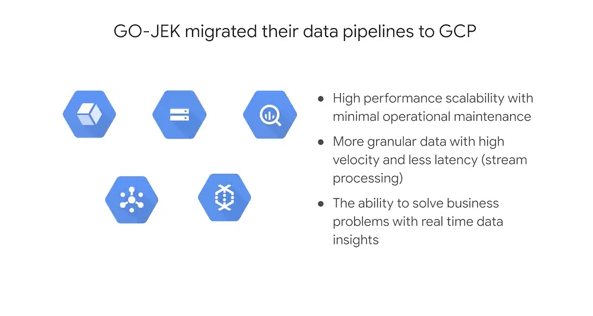 GO-JEK migrated their data pipelines to GCP
● High performance scalability with
minimal operational maintenance
● More granular data with high
velocity and less latency (stream
processing)
● The ability to solve business
problems with real time data
insights